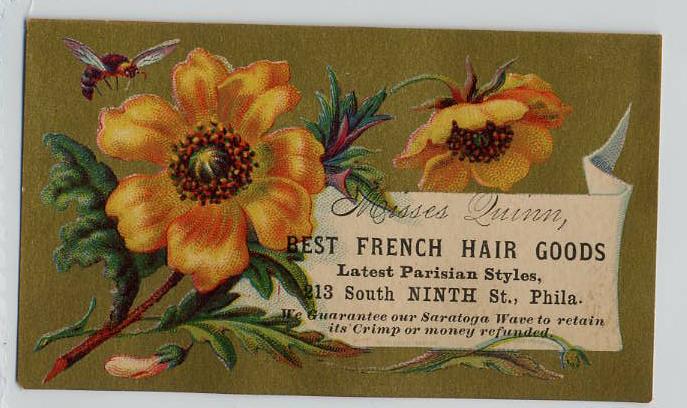 Misses Quinn,
BEST FRENCH HAIR GOODS
Latest Parisian Styles,
213 South NINTH St., Phila.
We Guarantee our Saratoga Wave to retain
its Crimp or money refunded.